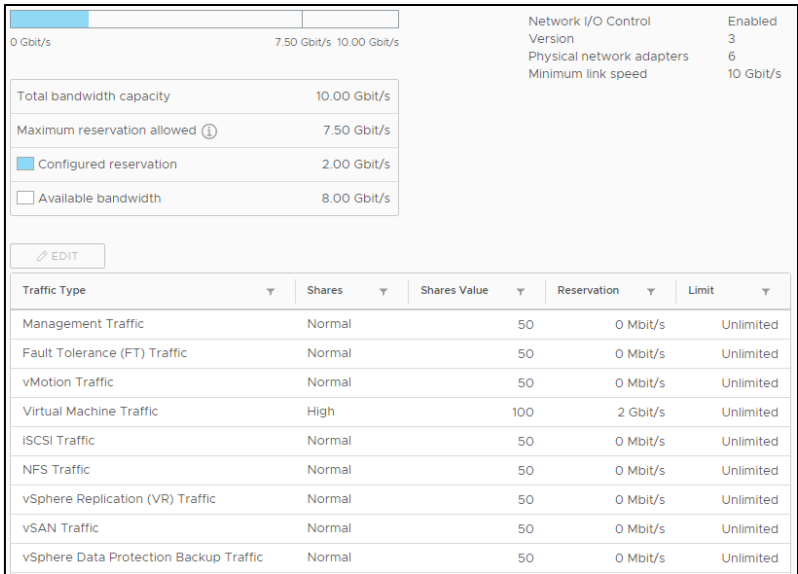 0 Gbit/s 7.50 Gbit/s 10.00 Gbit/s
Network I/O Control Enabled
Version 3
Physical network adapters 6
Minimum link speed 10 Gbit/s
Total bandwidth capacity 10.00 Gbit/s
Maximum reservation allowed 7.50 Gbit/s
Configured reservation 2.00 Gbit/s
Available bandwidth 8.00 Gbit/s
EDIT
Traffic Type Shares Shares Value Reservation Limit
Management Traffic Normal 50 0 Mbit/s Unlimited
Fault Tolerance (FT) Traffic Normal 50 0 Mbit/s Unlimited
vMotion Traffic Normal 50 0 Mbit/s Unlimited
Virtual Machine Traffic High 100 2 Gbit/s Unlimited
iSCSI Traffic Normal 50 0 Mbit/s Unlimited
NFS Traffic Normal 50 0 Mbit/s Unlimited
vSphere Replication (VR) Traffic Normal 50 0 Mbit/s Unlimited
vSAN Traffic Normal 50 0 Mbit/s Unlimited
vSphere Data Protection Backup Traffic Normal 50 0 Mbit/s Unlimited